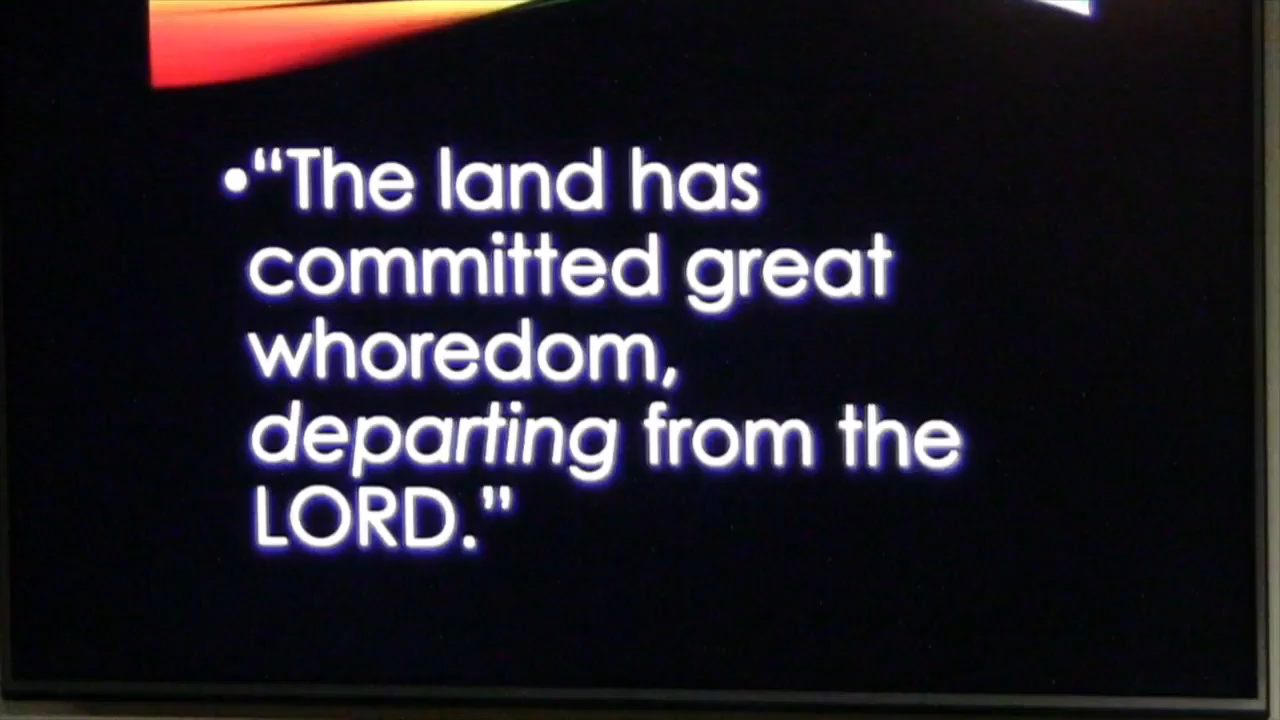 •“The land has
committed great
whoredom,
departing from the
LORD.”